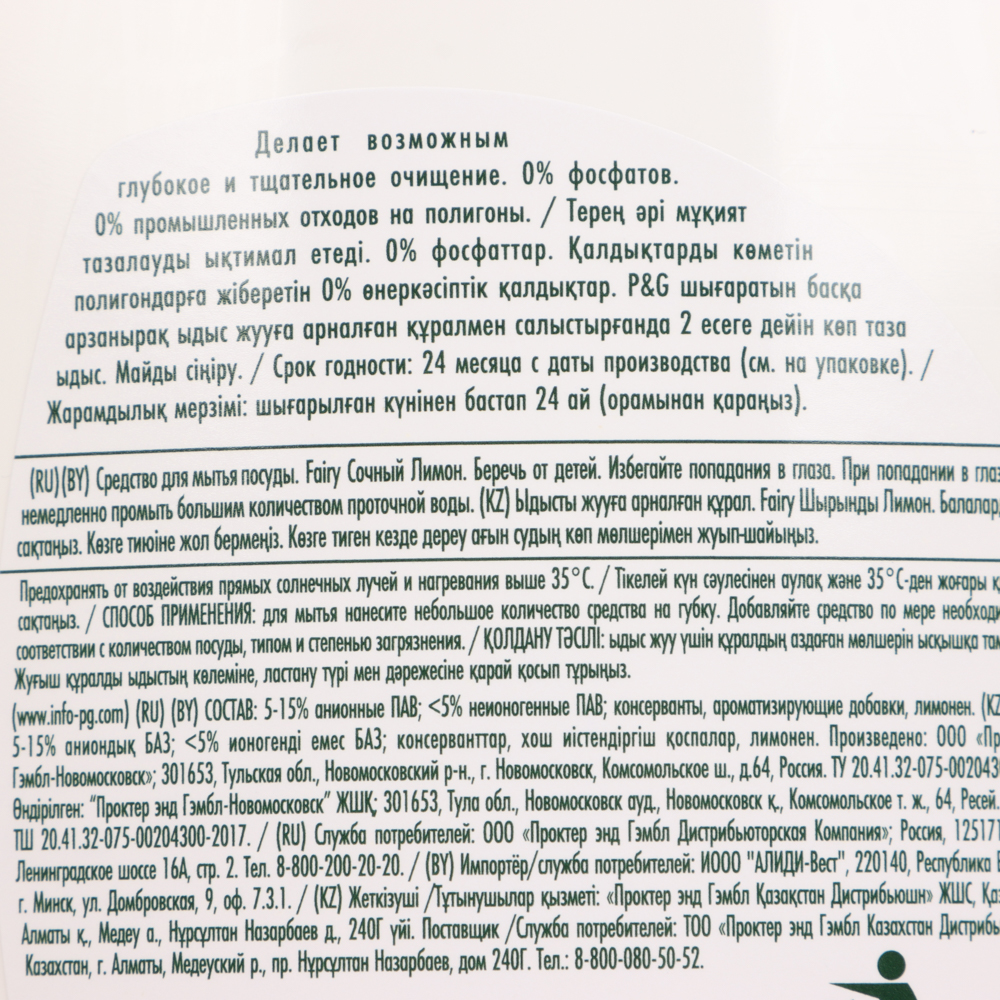 Делает возможным
глубокое и тщательное очищение. 0% фосфатов.
0% промышленных отходов на полигоны. / Терең әрі мұқият
тазалауды ықтимал етеді. 0% фосфаттар. Қалдықтарды көметін
полигондарға жіберетін 0% өнеркәсіптік қалдықтар. P&G шығаратын басқа
арзанырақ ыдыс жууға арналған құралмен салыстырғанда 2 есеге дейін көп таза
ыдыс. Майды сіңіру. / Срок годности: 24 месяца с даты производства (см. на упаковке). /
Жарамдылық мерзімі: шығарылған күнінен бастап 24 ай (орамынан қараңыз).
(RU)(BY) Средство для мытья посуды. Fairy Сочный Лимон. Беречь от детей. Избегайте попадания в глаза. При попадании в глаз
немедленно промыть большим количеством проточной воды. (KZ) Ыдысты жууға арналған құрал. Fairy Шырынды Лимон. Балалар
сақтаңыз. Көзге тиюіне жол бермеңіз. Көзге тиген кезде дереу ағын судың көп мөлшерімен жуып-шайыңыз.
Предохранять от воздействия прямых солнечных лучей и нагревания выше 35°C. / Тікелей күн сәулесінен аулақ және 35°C-ден жоғары қ
сақтаңыз. / СПОСОБ ПРИМЕНЕНИЯ: для мытья нанесите небольшое количество средства на губку. Добавляйте средство по мере необходи
соответствии с количеством посуды, типом и степенью загрязнения. / ҚОЛДАНУ ТӘСІЛІ: ыдыс жуу үшін құралдың аздаған мөлшерін ысқышқа там
Жуғыш құралды ыдыстың көлеміне, ластану түрі мен дәрежесіне қарай қосып тұрыңыз.
(www.info-pg.com) (RU) (BY) СОСТАВ: 5-15% анионные ПАВ; <5% неионогенные ПАВ; консерванты, ароматизирующие добавки, лимонен. (KZ
5-15% аниондық БАЗ; <5% ионогенді емес БАЗ; консерванттар, хош иістендіргіш қоспалар, лимонен. Произведено: ООО «Пр
Гэмбл-Новомосковск»; 301653, Тульская обл., Новомосковский р-н., г. Новомосковск, Комсомольское ш., д.64, Россия. ТУ 20.41.32-075-0020430
Өндірілген: "Проктер энд Гэмбл-Новомосковск" ЖШҚ; 301653, Тула обл., Новомосковск ауд., Новомосковск қ., Комсомольское т. ж., 64, Ресей.
ТШ 20.41.32-075-00204300-2017. / (RU) Служба потребителей: ООО «Проктер энд Гэмбл Дистрибьюторская Компания»; Россия, 125171
Ленинградское шоссе 16А, стр. 2. Тел. 8-800-200-20-20. / (BY) Импортёр/служба потребителей: ИООО "АЛИДИ-Вест", 220140, Республика Б
г. Минск, ул. Домбровская, 9, оф. 7.3.1. / (KZ) Жеткізуші /Тұтынушылар қызметі: «Проктер энд Гэмбл Қазақстан Дистрибьюшн» ЖШС, Қаз
Алматы қ., Медеу а., Нұрсұлтан Назарбаев д., 240Г үйі. Поставщик /Служба потребителей: ТОО «Проктер энд Гэмбл Казахстан Дистрибь
Казахстан, г. Алматы, Медеуский р., пр. Нұрсұлтан Назарбаев, дом 240Г. Тел.: 8-800-080-50-52.